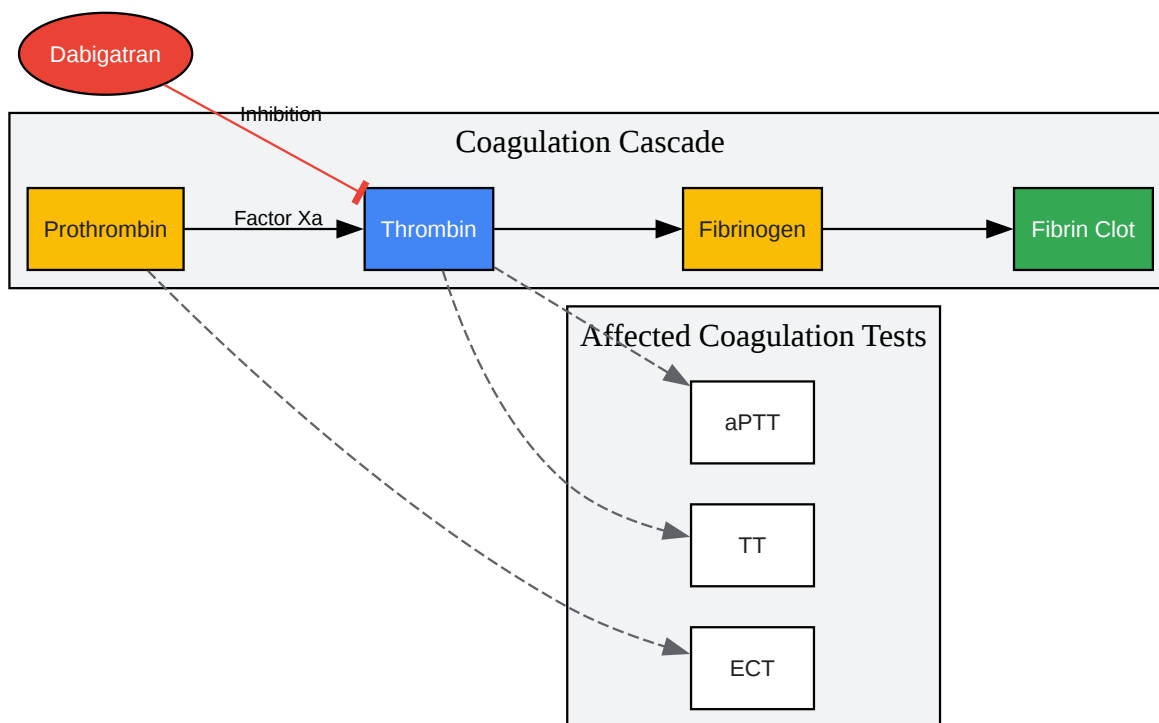 Dabigatran
Inhibition
Coagulation Cascade
Prothrombin
Factor Xa
Thrombin
Fibrinogen
Fibrin Clot
Affected Coagulation Tests
aPTT
TT
ECT